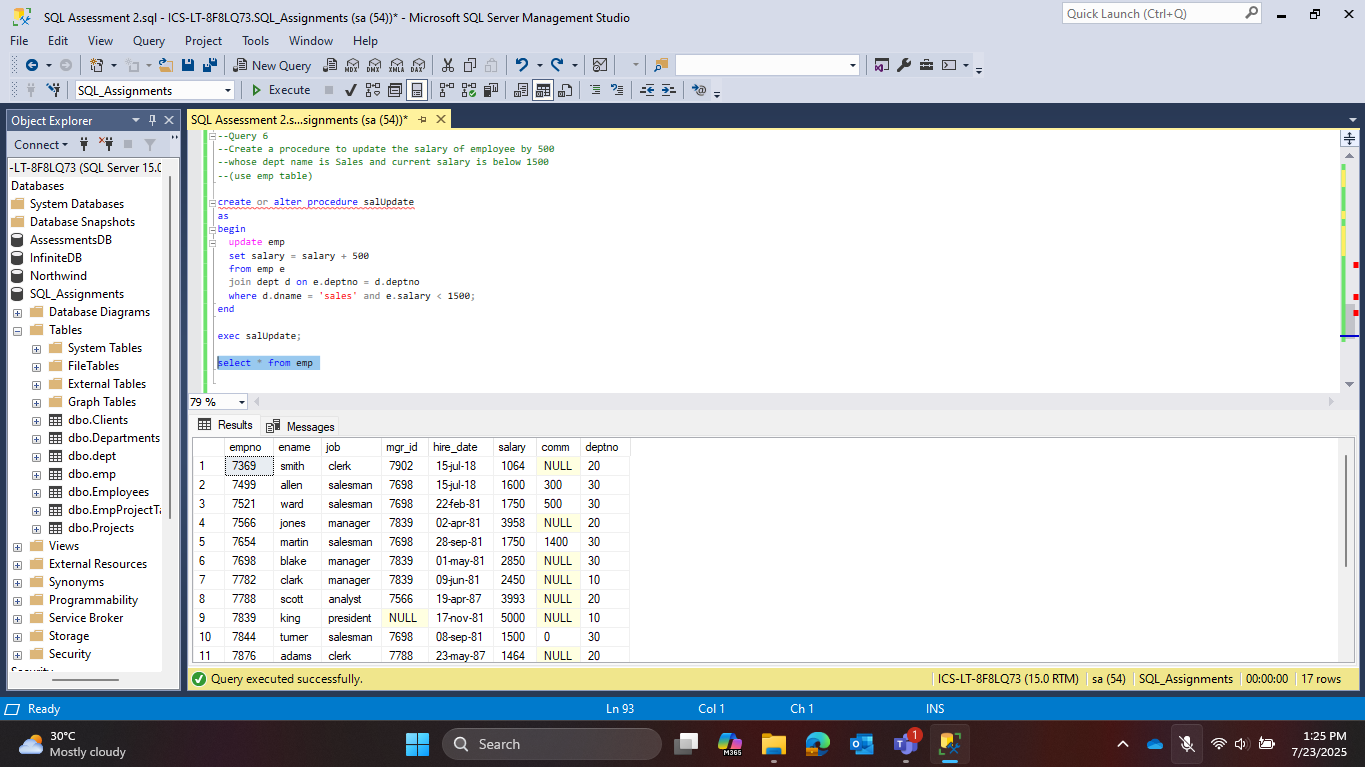 SQL Assessment 2.sql - ICS-LT-8F8LQ73.SQL_Assignments (sa (54))* - Microsoft SQL Server Management Studio
Quick Launch (Ctrl+Q)
File Edit View Query Project Tools Window Help
New Query MDX DMX XMLA DAX
SQL_Assignments Execute
Object Explorer
SQL Assessment 2.s...signments (sa (54))*
Connect
-LT-8F8LQ73 (SQL Server 15.0
Databases
System Databases
Database Snapshots
AssessmentsDB
InfiniteDB
Northwind
SQL_Assignments
Database Diagrams
Tables
System Tables
FileTables
External Tables
Graph Tables
dbo.Clients
dbo.Departments
dbo.dept
dbo.emp
dbo.Employees
dbo.EmpProjectTa
dbo.Projects
Views
External Resources
Synonyms
Programmability
Service Broker
Storage
Security
Security
--Query 6
--Create a procedure to update the salary of employee by 500
--whose dept name is Sales and current salary is below 1500
--(use emp table)
create or alter procedure salUpdate
as
begin
update emp
set salary = salary + 500
from emp e
join dept d on e.deptno = d.deptno
where d.dname = 'sales' and e.salary < 1500;
end
exec salUpdate;
select * from emp
79 %
Results Messages
empno ename job mgr_id hire_date salary comm deptno
1 7369 smith clerk 7902 15-jul-18 1064 NULL 20
2 7499 allen salesman 7698 15-jul-18 1600 300 30
3 7521 ward salesman 7698 22-feb-81 1750 500 30
4 7566 jones manager 7839 02-apr-81 3958 NULL 20
5 7654 martin salesman 7698 28-sep-81 1750 1400 30
6 7698 blake manager 7839 01-may-81 2850 NULL 30
7 7782 clark manager 7839 09-jun-81 2450 NULL 10
8 7788 scott analyst 7566 19-apr-87 3993 NULL 20
9 7839 king president NULL 17-nov-81 5000 NULL 10
10 7844 turner salesman 7698 08-sep-81 1500 0 30
11 7876 adams clerk 7788 23-may-87 1464 NULL 20
Query executed successfully. ICS-LT-8F8LQ73 (15.0 RTM) sa (54) SQL_Assignments 00:00:00 17 rows
Ready Ln 93 Col 1 Ch 1 INS
30°C
Mostly cloudy
Search
M365
1
1:25 PM
7/23/2025